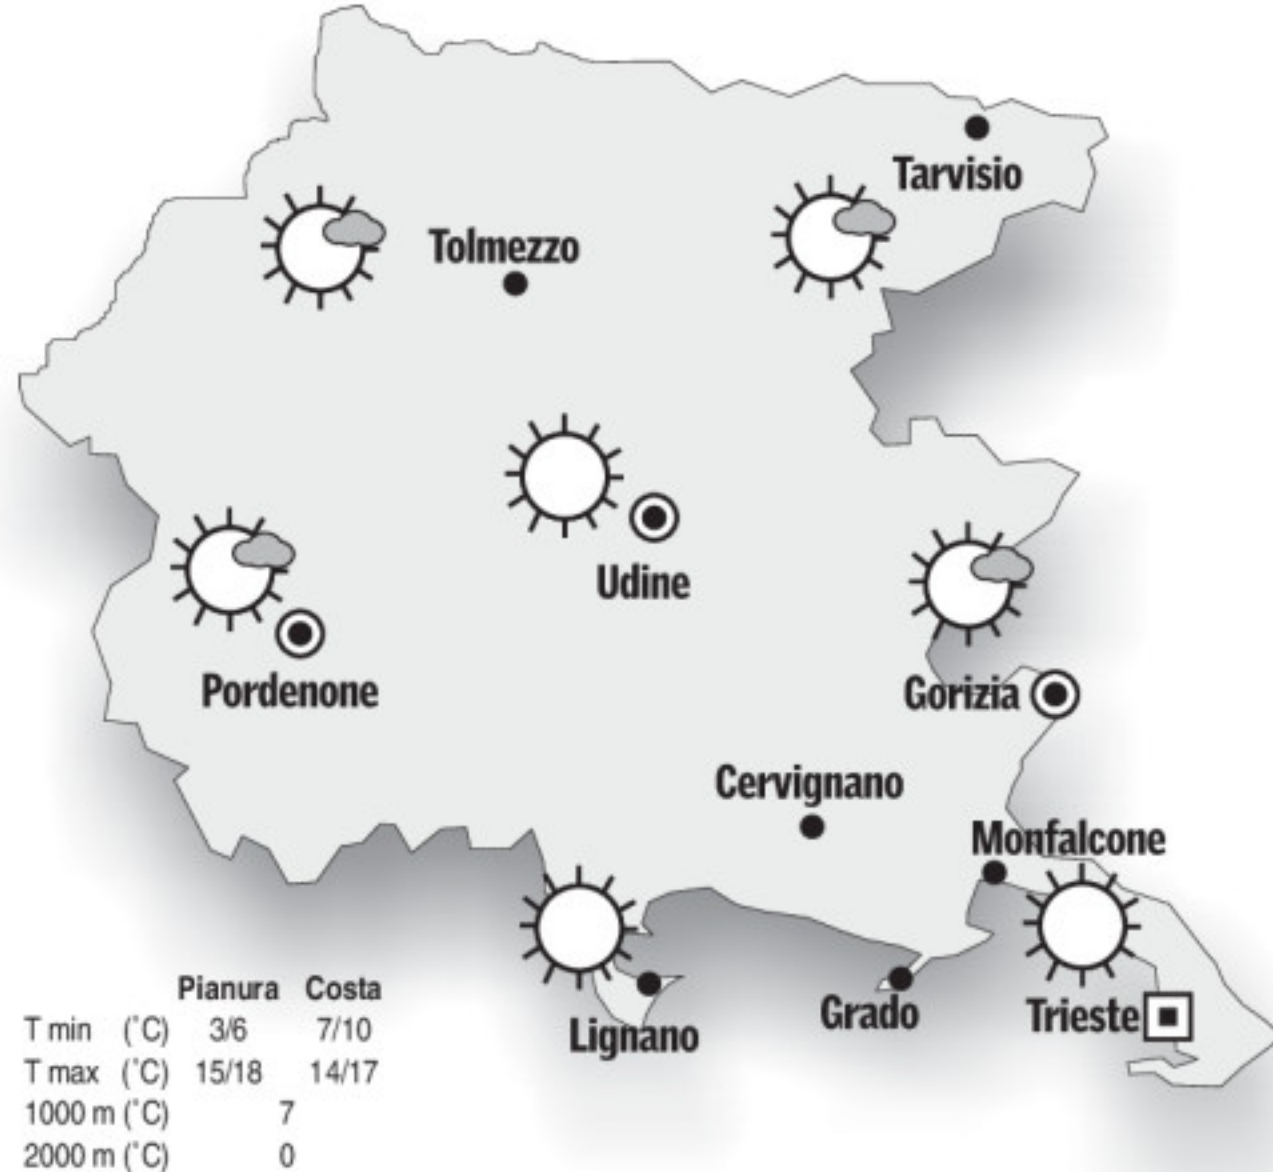 Tarvisio
Tolmezzo
Udine
Pordenone
Gorizia
Cervignano
Monfalcone
Grado
Trieste
Lignano
Pianura Costa
T min (˚C) 3/6 7/10
T max (˚C) 15/18 14/17
1000 m (˚C) 7
2000 m (˚C) 0